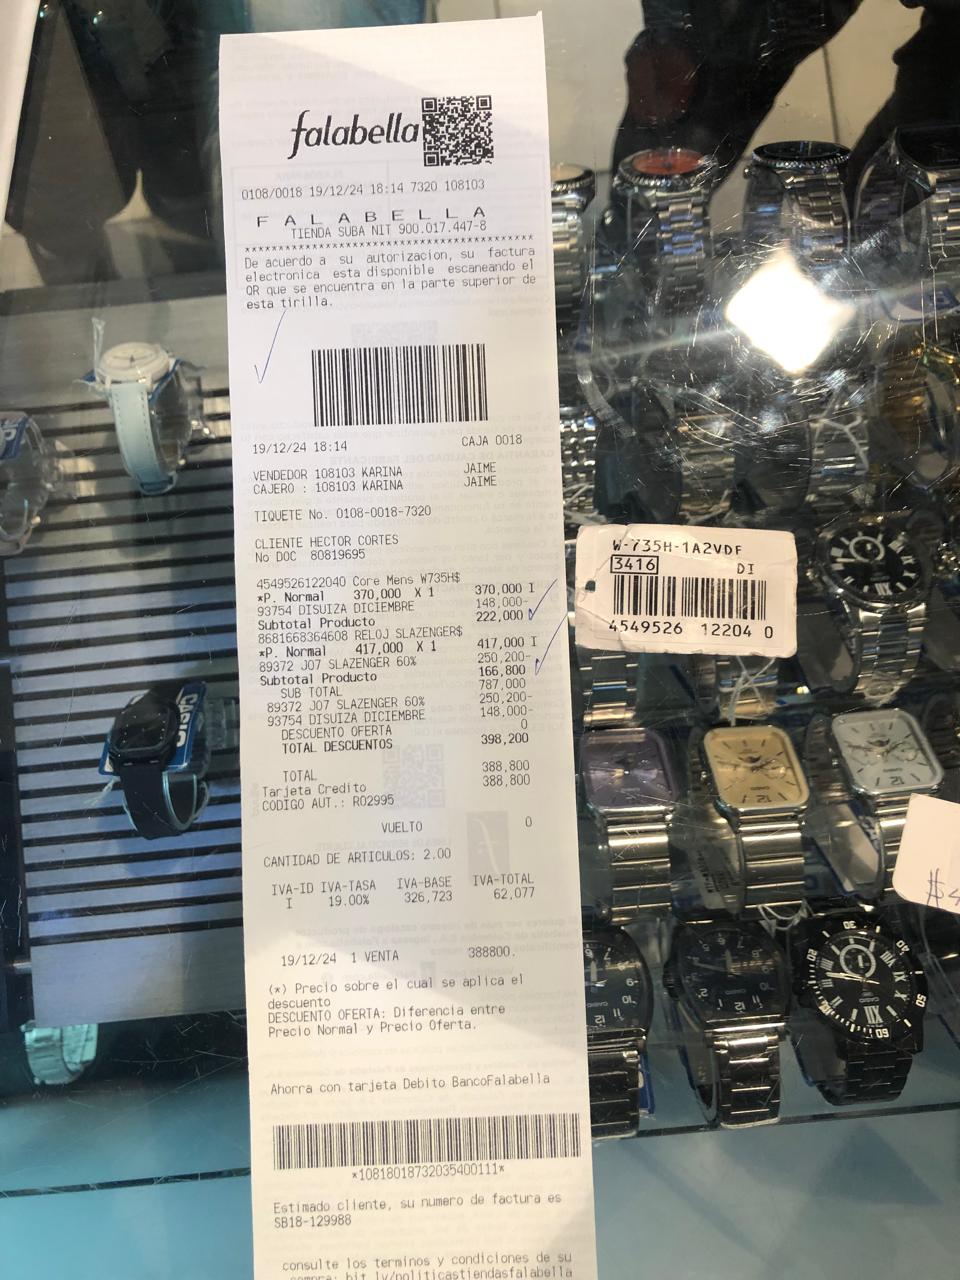 falabella
0108/0018 19/12/24 18:14 7320 108103
F A L A B E L L A
TIENDA SUBA NIT 900.017.447-8
****************************************
De acuerdo a su autorizacion, su factura
electronica esta disponible escaneando el
QR que se encuentra en la parte superior de
esta tirilla.
19/12/24 18:14 CAJA 0018
VENDEDOR 108103 KARINA JAIME
CAJERO : 108103 KARINA JAIME
TIQUETE No. 0108-0018-7320
CLIENTE HECTOR CORTES
No DOC 80819695
4549526122040 Core Mens W735H$
*P. Normal 370,000 X 1 370,000 I
93754 DISUIZA DICIEMBRE 148,000-
Subtotal Producto 222,000
8681668364608 RELOJ SLAZENGER$
*P. Normal 417,000 X 1 417,000 I
89372 J07 SLAZENGER 60% 250,200-
Subtotal Producto 166,800
SUB TOTAL 787,000
89372 J07 SLAZENGER 60% 250,200-
93754 DISUIZA DICIEMBRE 148,000-
DESCUENTO OFERTA 0
TOTAL DESCUENTOS 398,200
TOTAL 388,800
Tarjeta Credito 388,800
CODIGO AUT.: R02995
VUELTO 0
CANTIDAD DE ARTICULOS: 2.00
IVA-ID IVA-TASA IVA-BASE IVA-TOTAL
I 19.00% 326,723 62,077
19/12/24 1 VENTA 388800.
(*) Precio sobre el cual se aplica el
descuento
DESCUENTO OFERTA: Diferencia entre
Precio Normal y Precio Oferta.
Ahorra con tarjeta Debito BancoFalabella
*10818018732035400111*
Estimado cliente, su numero de factura es
SB18-129988
consulte los terminos y condiciones de su
compra: bit.ly/politicastiendasfalabella
W-735H-1A2VDF
3416 DI
4549526 12204 0